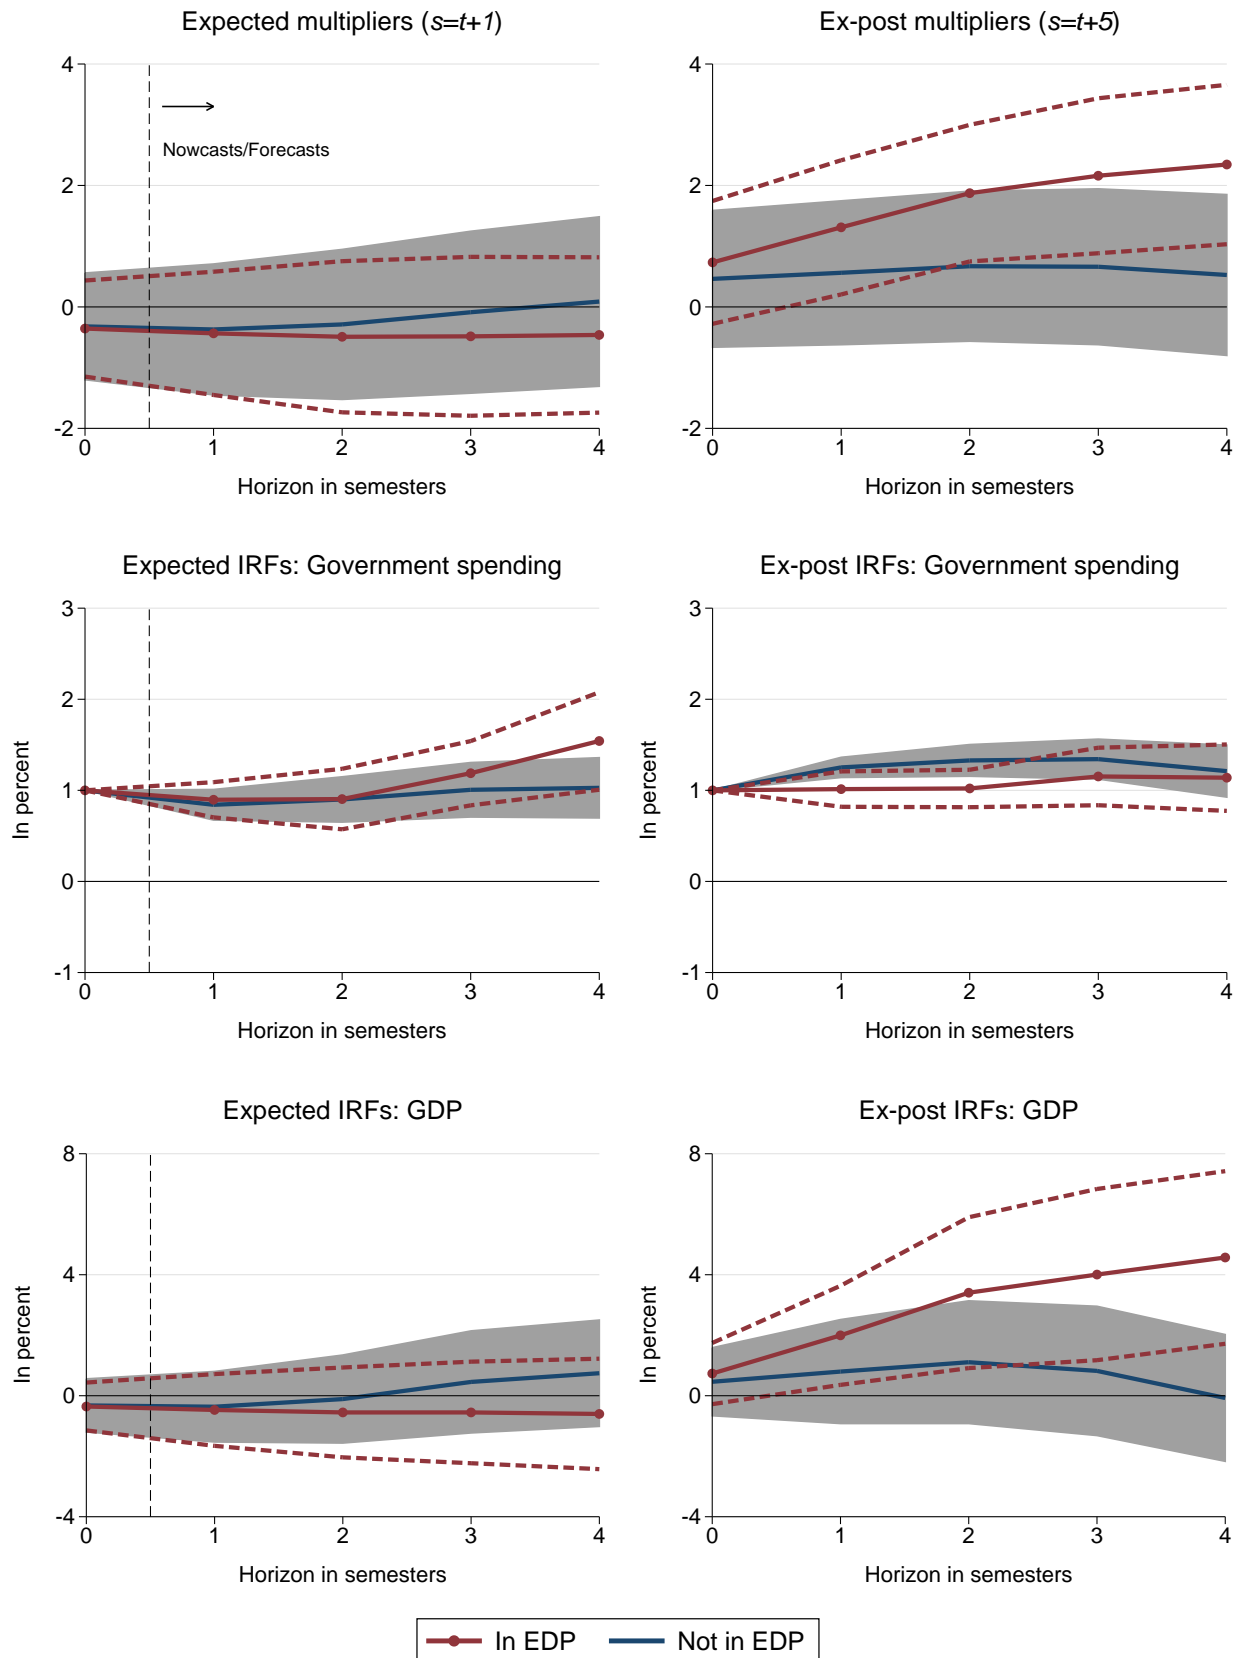 Expected multipliers (s=t+1)
4
2
0
-2
Nowcasts/Forecasts
0 1 2 3 4
Horizon in semesters
Ex-post multipliers (s=t+5)
4
2
0
-2
0 1 2 3 4
Horizon in semesters
Expected IRFs: Government spending
In percent
3
2
1
0
-1
0 1 2 3 4
Horizon in semesters
Ex-post IRFs: Government spending
In percent
3
2
1
0
-1
0 1 2 3 4
Horizon in semesters
Expected IRFs: GDP
In percent
8
4
0
-4
0 1 2 3 4
Horizon in semesters
Ex-post IRFs: GDP
In percent
8
4
0
-4
0 1 2 3 4
Horizon in semesters
In EDP Not in EDP